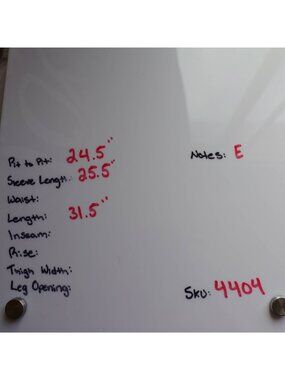 Pit to Pit: 24.5"
Sleeve Length: 25.5"
Waist:
Length: 31.5"
Inseam:
Rise:
Thigh Width:
Leg Opening:
Notes: E
SKU: 4404